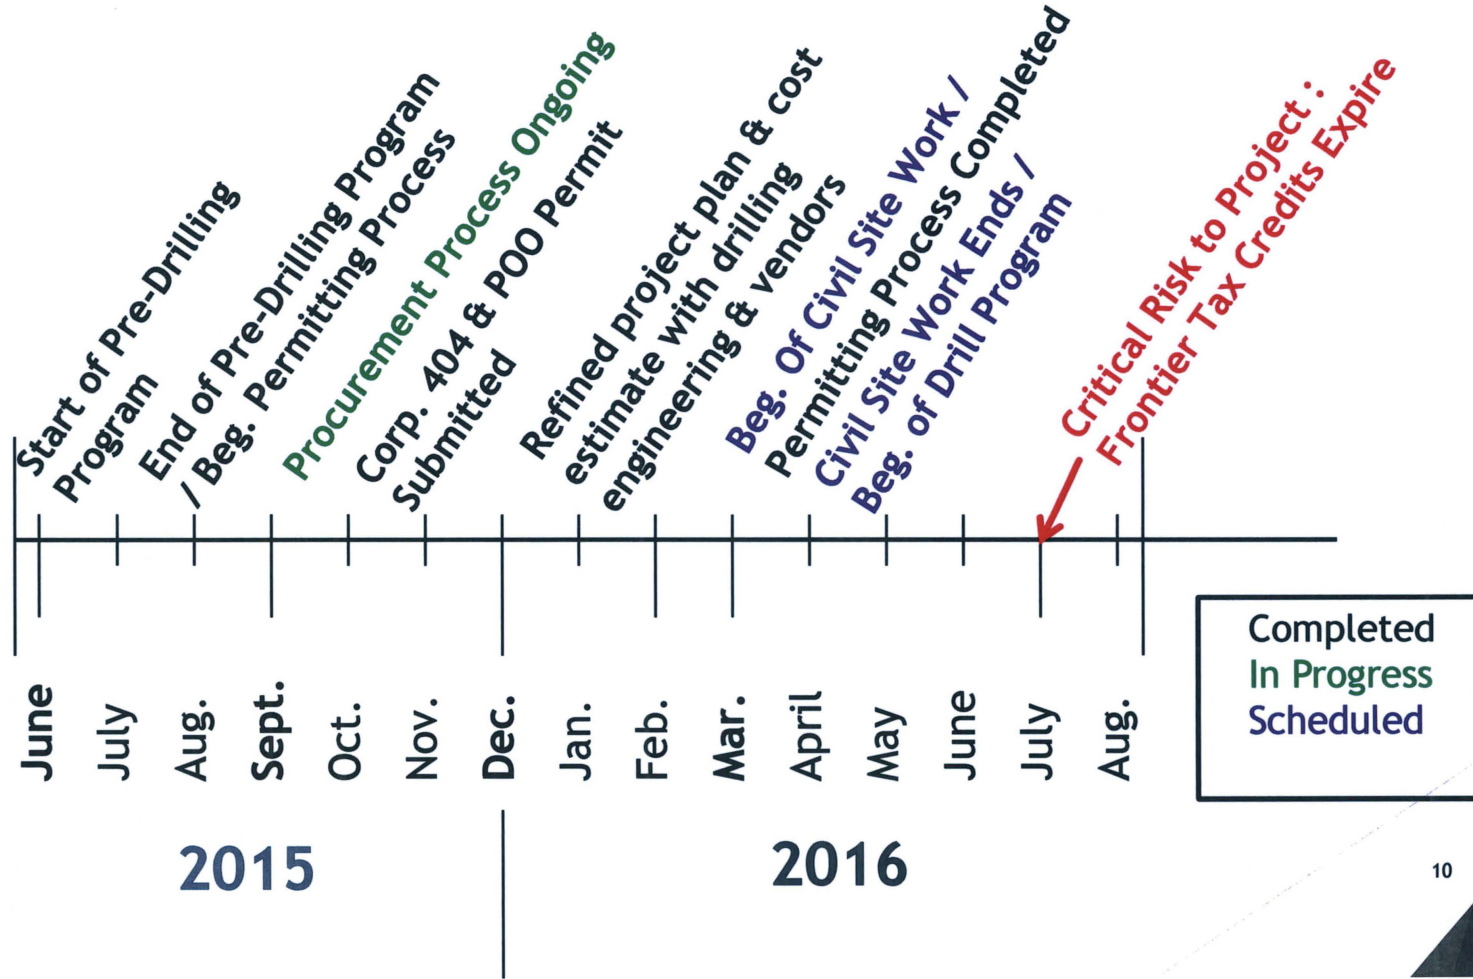 Start of Pre-Drilling
Program
End of Pre-Drilling Program
/ Beg. Permitting Process
Procurement Process Ongoing
Corp. 404 & POO Permit
Submitted
Refined project plan & cost
estimate with drilling
engineering & vendors
Beg. Of Civil Site Work /
Permitting Process Completed
Civil Site Work Ends /
Beg. of Drill Program
Critical Risk to Project :
Frontier Tax Credits Expire
June
July
Aug.
Sept.
Oct.
Nov.
Dec.
Jan.
Feb.
Mar.
April
May
June
July
Aug.
Completed
In Progress
Scheduled
2015
2016
10